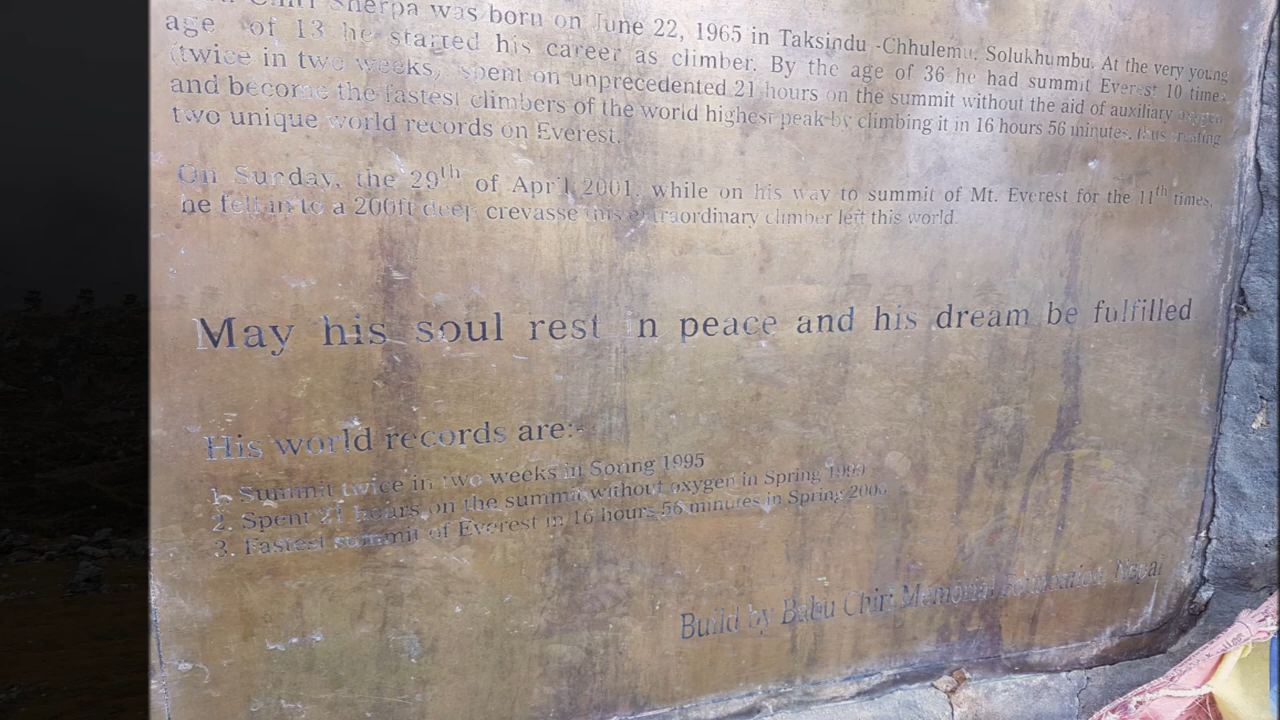 Chiri Sherpa was born on June 22, 1965 in Taksindu -Chhulemu, Solukhumbu. At the very young
age of 13 he started his career as climber. By the age of 36 he had summit Everest 10 times
(twice in two weeks, spent on unprecedented 21 hours on the summit without the aid of auxiliary oxygen
and become the fastest climbers of the world highest peak by climbing it in 16 hours 56 minutes, thus creating
two unique world records on Everest.
On Sunday, the 29th of April 2001, while on his way to summit of Mt. Everest for the 11th times,
he fell in to a 200ft deep crevasse this extraordinary climber left this world
May his soul rest in peace and his dream be fulfilled
His world records are:-
1. Summit twice in two weeks in Spring 1995
2. Spent 21 hours on the summit without oxygen in Spring 1999
3. Fastest summit of Everest in 16 hours 56 minutes in Spring 2000
Build by Babu Chiri Memorial Foundation, Nepal